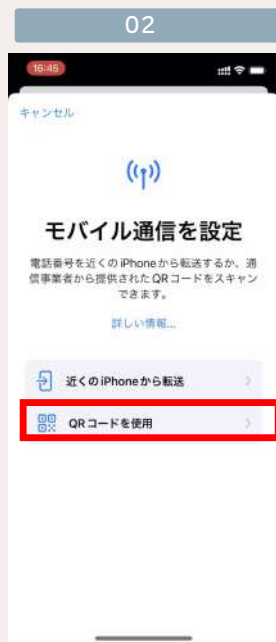 02
16:45
キャンセル
モバイル通信を設定
電話番号を近くのiPhoneから転送するか、通
信事業者から提供されたQRコードをスキャン
できます。
詳しい情報...
近くのiPhoneから転送
QRコードを使用